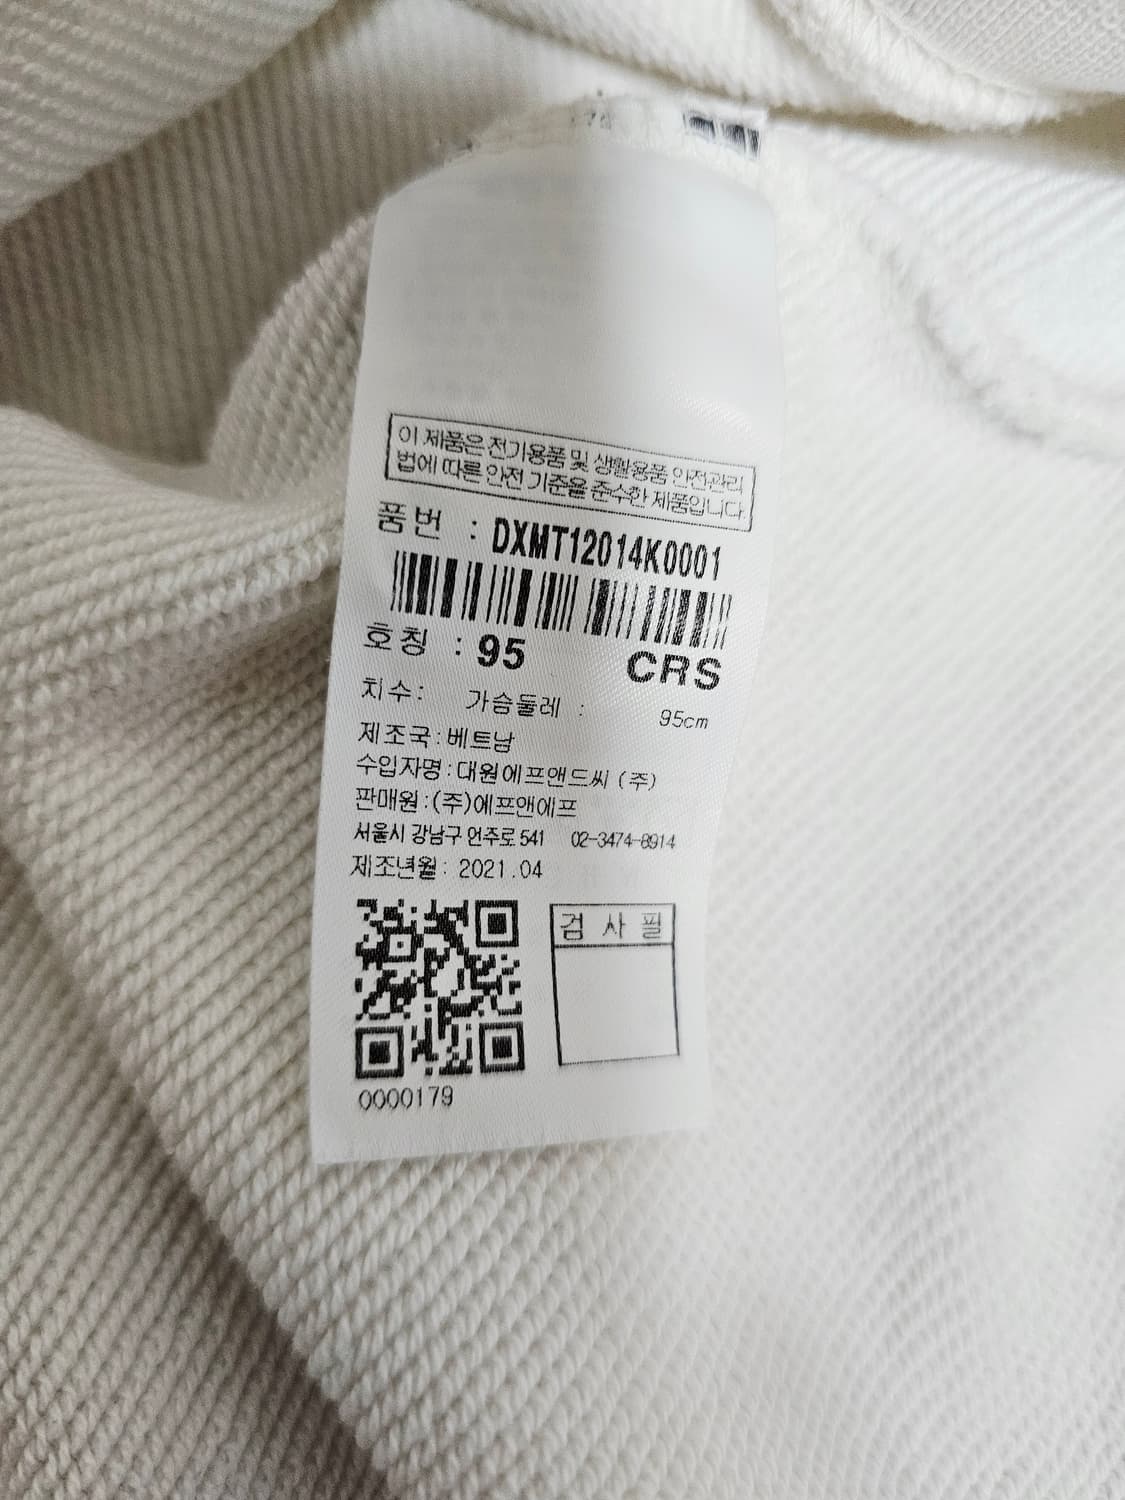 이 제품은 전기용품 및 생활용품 안전관리
법에 따른 안전 기준을 준수한 제품입니다.
품번 : DXMT12014K0001
호칭 : 95 CRS
치수: 가슴둘레 : 95cm
제조국:베트남
수입자명:대원에프앤드씨 (주)
판매원:(주)에프앤에프
서울시 강남구 언주로 541 02-3474-8914
제조년월: 2021.04
검 사 필
0000179